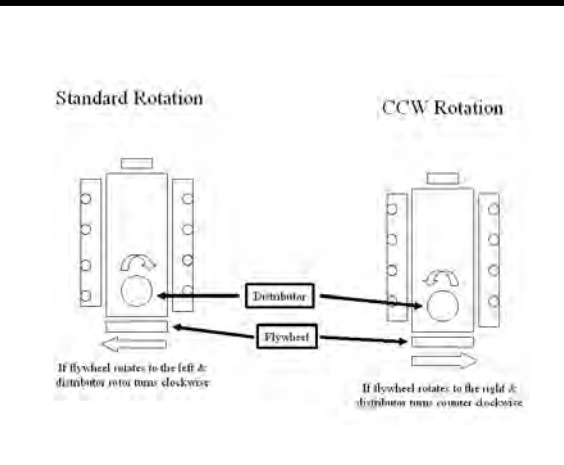 Standard Rotation
CCW Rotation
Distributor
Flywheel
If flywheel rotates to the left &
distributor rotor turns clockwise
If flywheel rotates to the right &
distributor turns counter clockwise